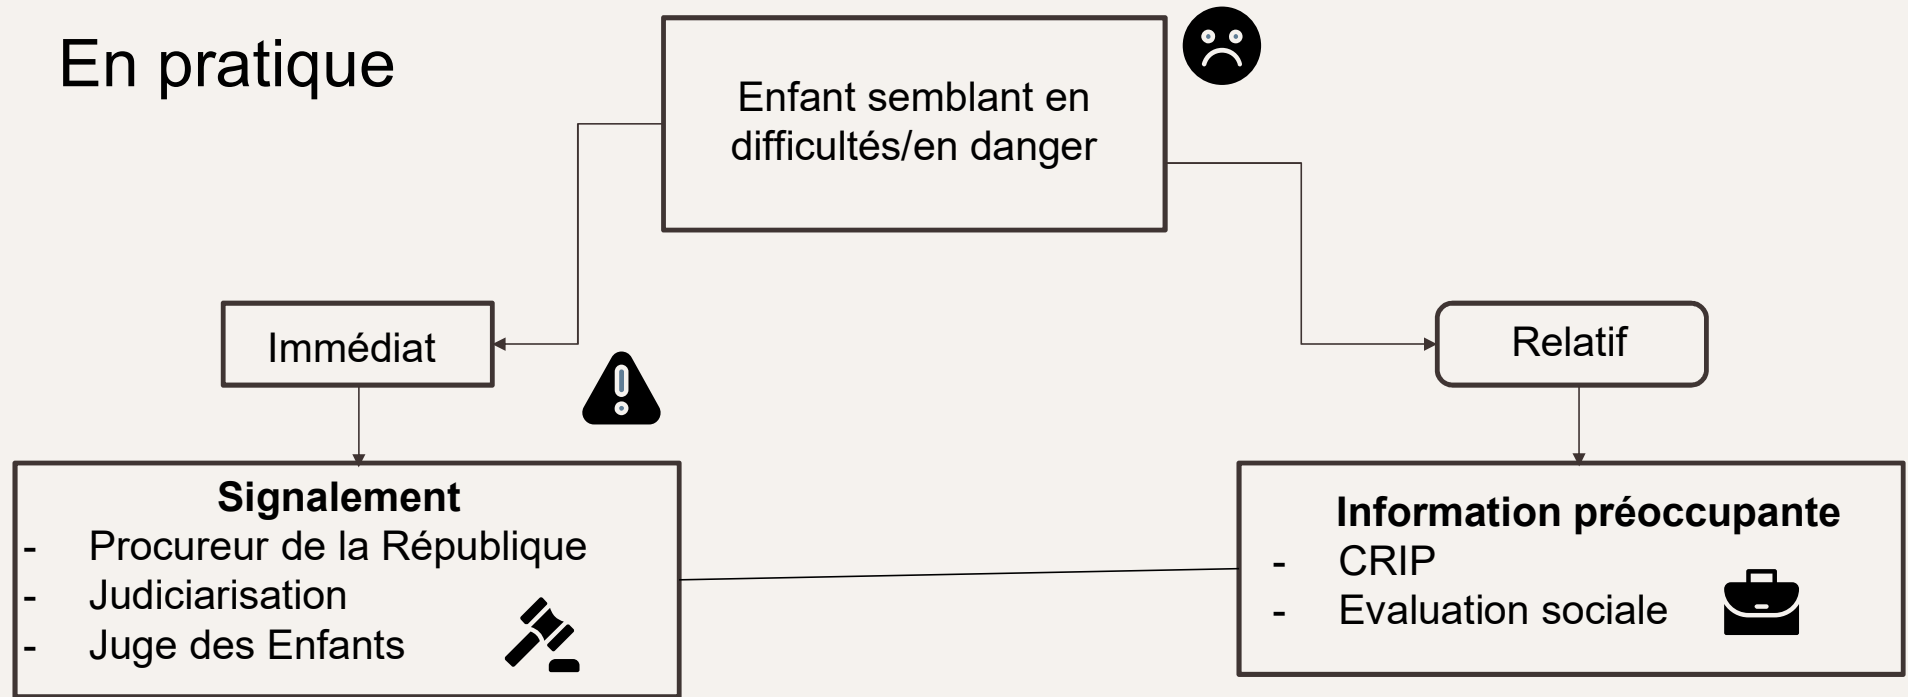 En pratique
Enfant semblant en
difficultés/en danger
Immédiat
Relatif
Signalement
- Procureur de la République
- Judiciarisation
- Juge des Enfants
Information préoccupante
- CRIP
- Evaluation sociale